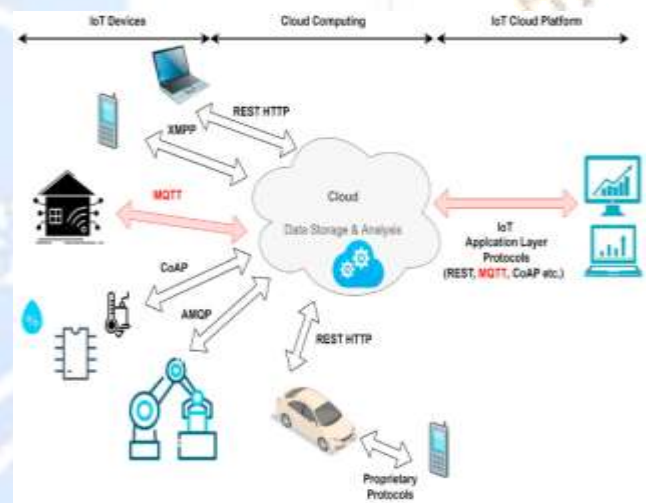 IoT Devices
Cloud Computing
IoT Cloud Platform
REST HTTP
XMPP
MQTT
Cloud
Data Storage & Analysis
IoT
Application Layer
Protocols
(REST, MQTT, CoAP etc.)
CoAP
AMQP
%
REST HTTP
Proprietary
Protocols